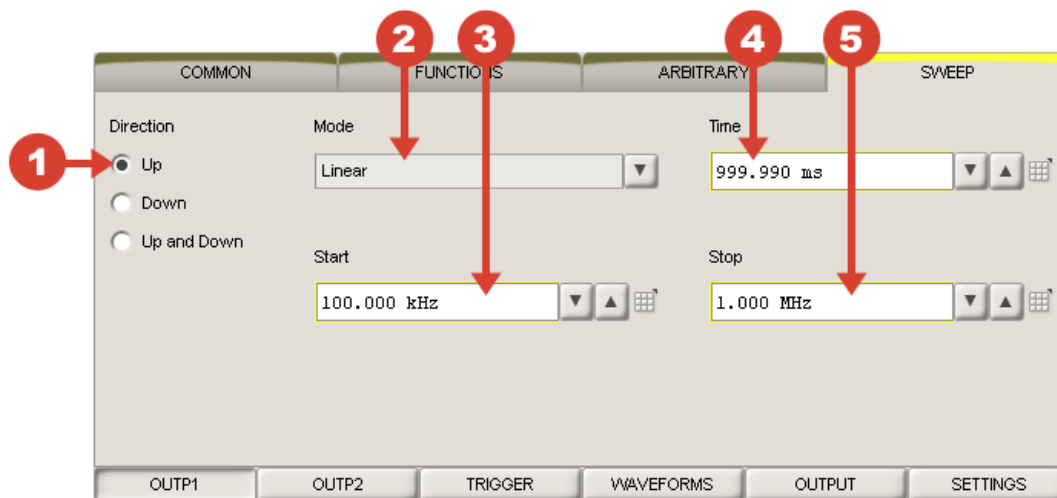 2 3 4 5
COMMON FUNCTIONS ARBITRARY SWEEP
Direction Mode Time
1 Up Linear 999.990 ms
Down
Up and Down
Start Stop
100.000 kHz 1.000 MHz
OUTP1 OUTP2 TRIGGER WAVEFORMS OUTPUT SETTINGS